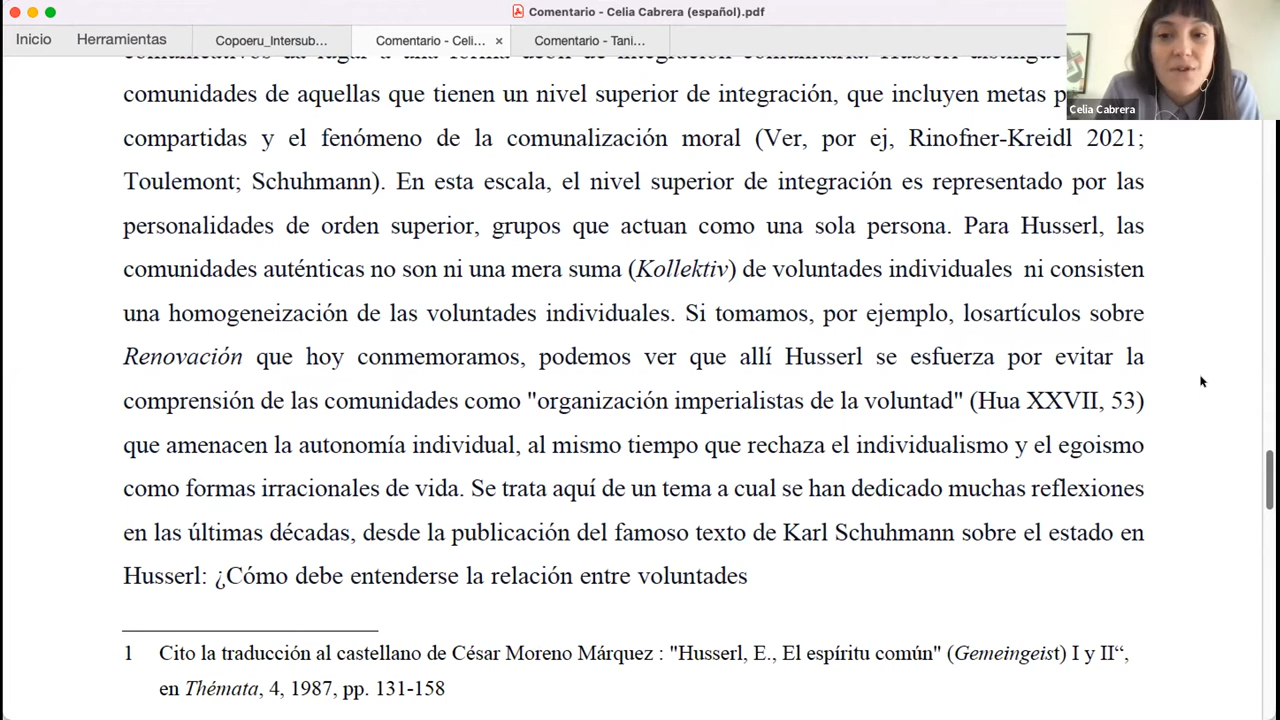 Comentario - Celia Cabrera (español).pdf
Inicio Herramientas Copoeru_Intersub... Comentario - Celi... × Comentario - Tani...
comunicativos da lugar a una forma de integración comunitaria. Husserl distingue
comunidades de aquellas que tienen un nivel superior de integración, que incluyen metas
Celia Cabrera
compartidas y el fenómeno de la comunalización moral (Ver, por ej, Rinofner-Kreidl 2021;
Toulemont; Schuhmann). En esta escala, el nivel superior de integración es representado por las
personalidades de orden superior, grupos que actuan como una sola persona. Para Husserl, las
comunidades auténticas no son ni una mera suma (Kollektiv) de voluntades individuales ni consisten
una homogeneización de las voluntades individuales. Si tomamos, por ejemplo, losartículos sobre
Renovación que hoy conmemoramos, podemos ver que allí Husserl se esfuerza por evitar la
comprensión de las comunidades como "organización imperialistas de la voluntad" (Hua XXVII, 53)
que amenacen la autonomía individual, al mismo tiempo que rechaza el individualismo y el egoismo
como formas irracionales de vida. Se trata aquí de un tema a cual se han dedicado muchas reflexiones
en las últimas décadas, desde la publicación del famoso texto de Karl Schuhmann sobre el estado en
Husserl: ¿Cómo debe entenderse la relación entre voluntades
1 Cito la traducción al castellano de César Moreno Márquez : "Husserl, E., El espíritu común" (Gemeingeist) I y II“,
en Thémata, 4, 1987, pp. 131-158